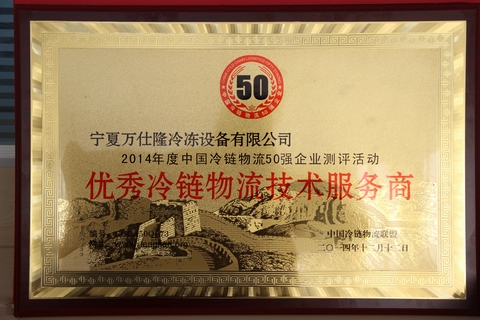 50
宁夏万仕隆冷冻设备有限公司
2014年度中国冷链物流50强企业测评活动
优秀冷链物流技术服务商
中国冷链物流联盟
二〇一四年十二月十二日